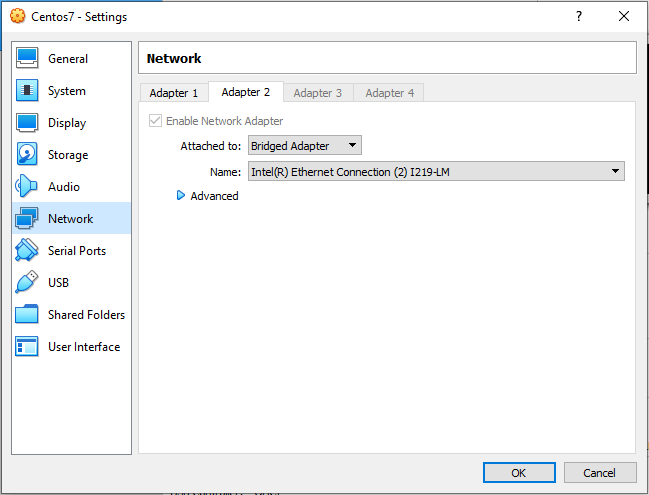 Centos7 - Settings
?
General
System
Display
Storage
Audio
Network
Serial Ports
USB
Shared Folders
User Interface
Network
Adapter 1 Adapter 2 Adapter 3 Adapter 4
Enable Network Adapter
Attached to: Bridged Adapter
Name: Intel(R) Ethernet Connection (2) I219-LM
Advanced
OK Cancel